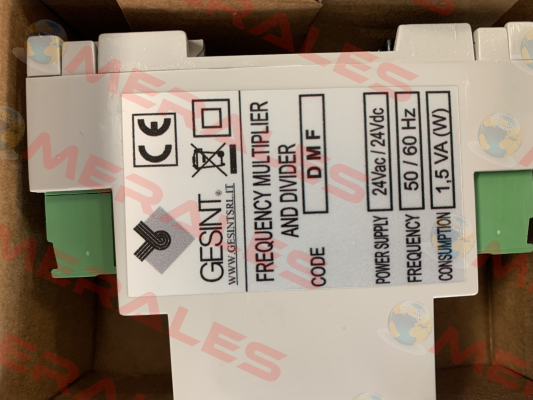 CE
GESINT®
WWW.GESINTSRL.IT
FREQUENCY MULTIPLIER
AND DIVIDER
CODE DMF
POWER SUPPLY 24Vac / 24Vdc
FREQUENCY 50 / 60 Hz
CONSUMPTION 1,5 VA (W)
MERALES
MERALES
MERALES
MERALES